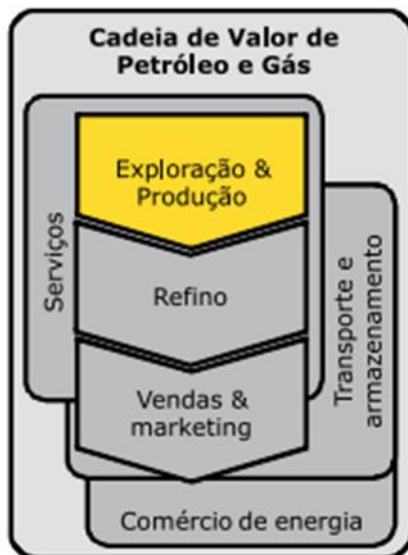 Cadeia de Valor de
Petróleo e Gás
Exploração &
Produção
Serviços
Refino
Transporte e
armazenamento
Vendas &
marketing
Comércio de energia